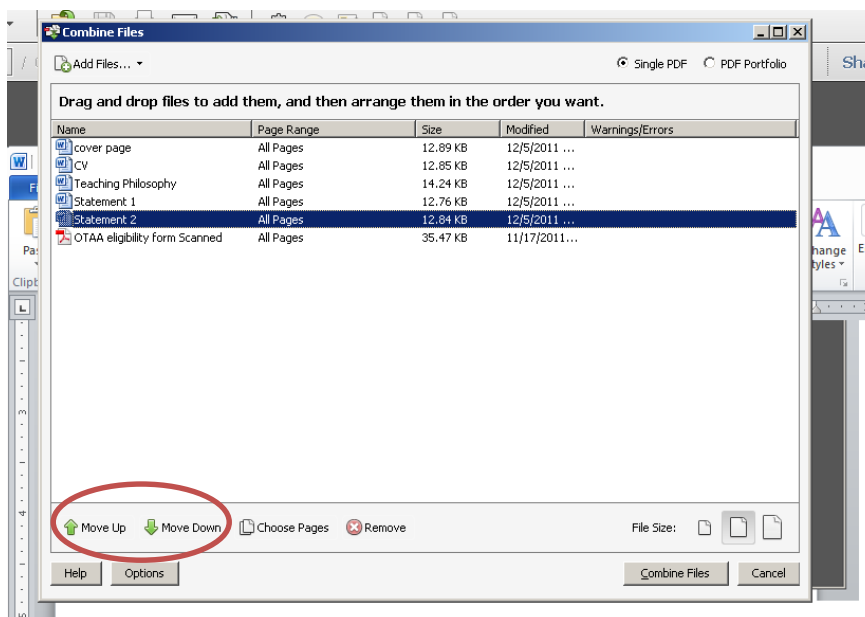 Combine Files
Add Files...
Single PDF PDF Portfolio
Drag and drop files to add them, and then arrange them in the order you want.
Name Page Range Size Modified Warnings/Errors
cover page All Pages 12.89 KB 12/5/2011 ...
CV All Pages 12.85 KB 12/5/2011 ...
Teaching Philosophy All Pages 14.24 KB 12/5/2011 ...
Statement 1 All Pages 12.76 KB 12/5/2011 ...
Statement 2 All Pages 12.84 KB 12/5/2011 ...
OTAA eligibility form Scanned All Pages 35.47 KB 11/17/2011...
Move Up Move Down Choose Pages Remove File Size:
Help Options Combine Files Cancel